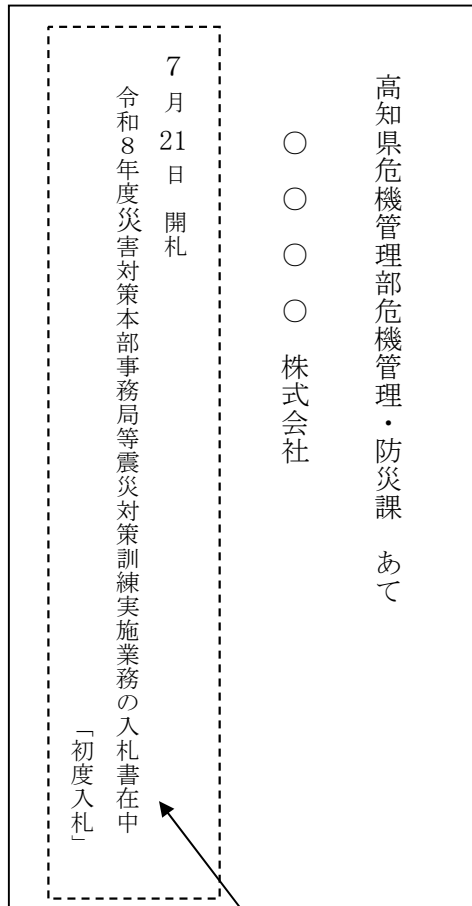 高知県危機管理部危機管理・防災課　あて
○　○　○　○　株式会社
7月21日　開札
令和8年度災害対策本部事務局等震災対策訓練実施業務の入札書在中
「初度入札」